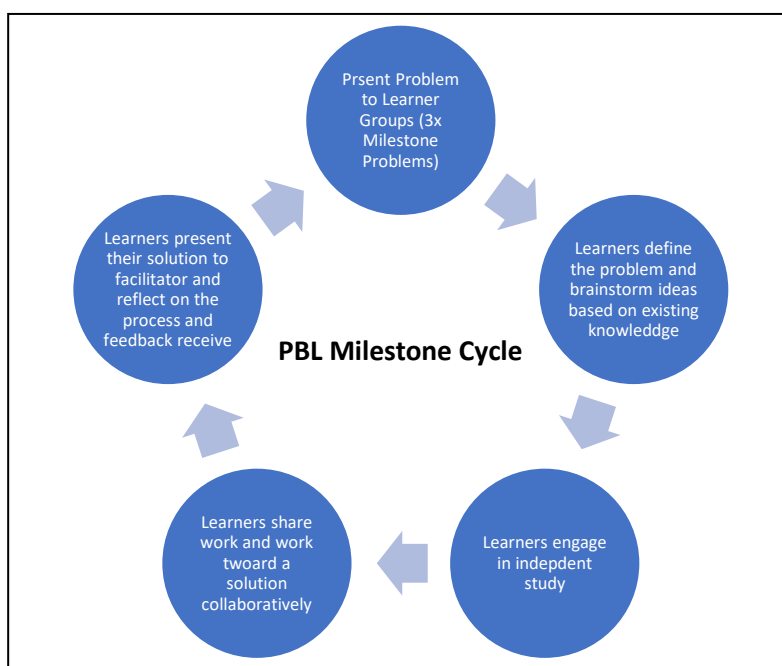 Prsent Problem
to Learner
Groups (3x
Milestone
Problems)
Learners define
the problem and
brainstorm ideas
based on existing
knowleddge
Learners engage
in indepdent
study
Learners share
work and work
twoard a
solution
collaboratively
Learners present
their solution to
facilitator and
reflect on the
process and
feedback receive
PBL Milestone Cycle